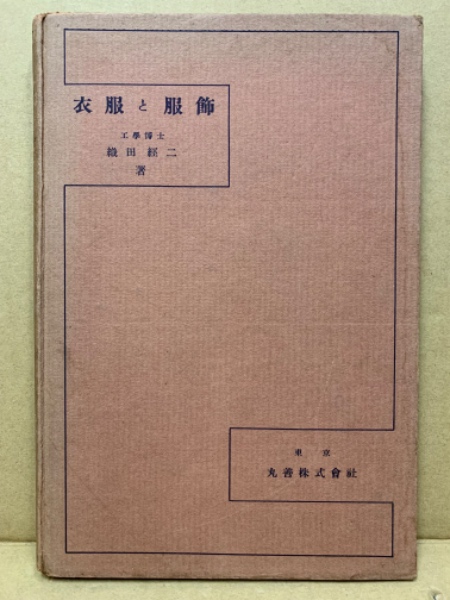 衣服と服飾
工學博士
織田経二
著
東京
丸善株式會社